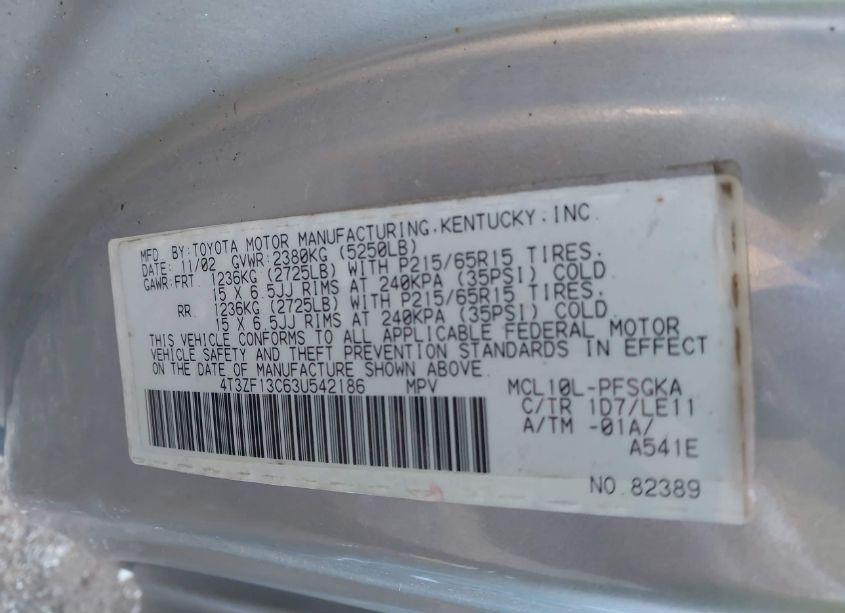 MFD. BY:TOYOTA MOTOR MANUFACTURING.KENTUCKY.INC.
DATE: 11/02 GVWR:2380KG (5250LB)
GAWR:FRT. 1236KG (2725LB) WITH P215/65R15 TIRES.
15 X 6.5JJ RIMS AT 240KPA (35PSI) COLD.
RR. 1236KG (2725LB) WITH P215/65R15 TIRES.
15 X 6.5JJ RIMS AT 240KPA (35PSI) COLD.
THIS VEHICLE CONFORMS TO ALL APPLICABLE FEDERAL MOTOR
VEHICLE SAFETY AND THEFT PREVENTION STANDARDS IN EFFECT
ON THE DATE OF MANUFACTURE SHOWN ABOVE.
4T3ZF13C63U542186 MPV MCL10L-PFSGKA
C/TR 1D7/LE11
A/TM -01A/
A541E
NO.82389